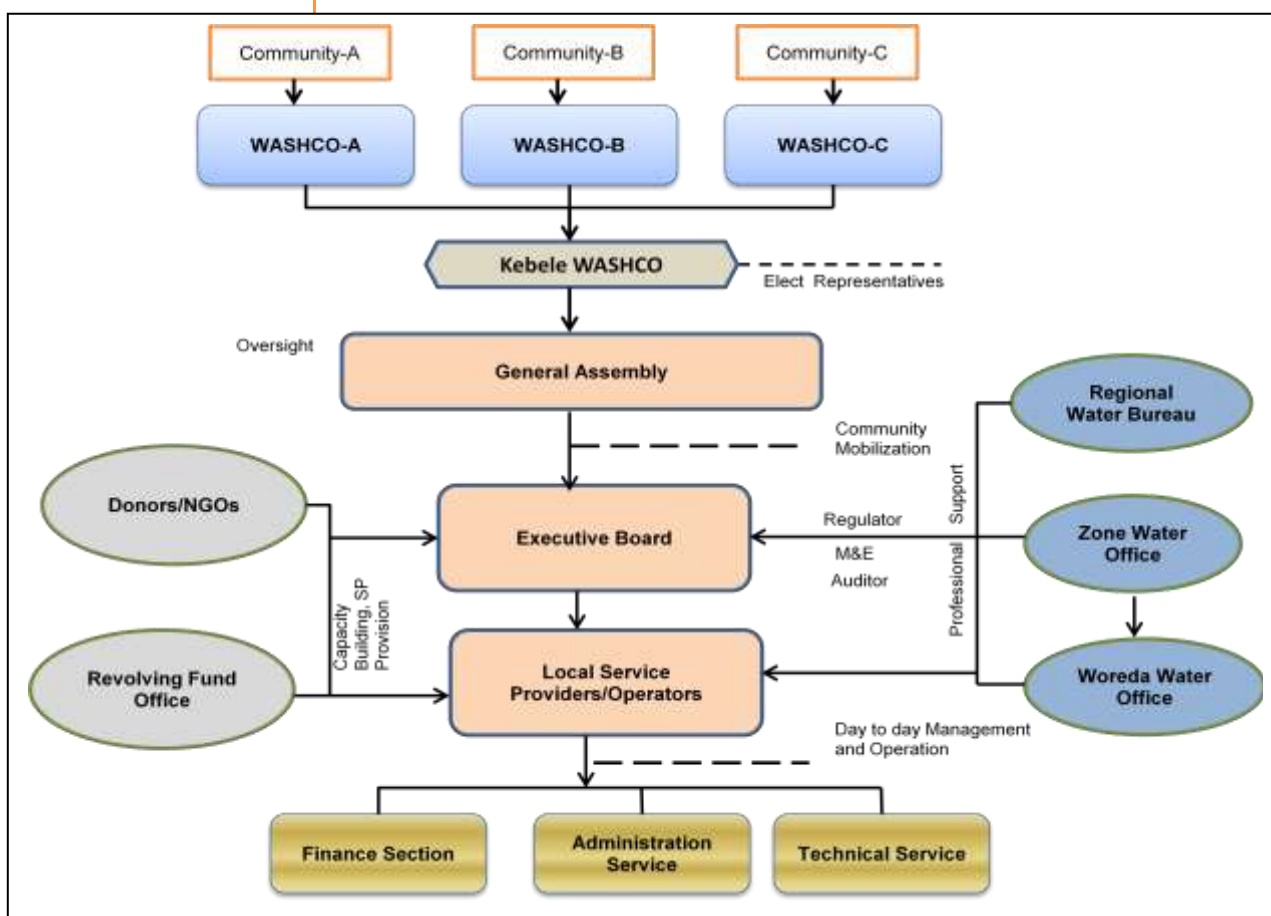 Community-A
Community-B
Community-C
WASHCO-A
WASHCO-B
WASHCO-C
Kebele WASHCO
Elect Representatives
Oversight
General Assembly
Regional
Water Bureau
Community
Mobilization
Donors/NGOs
Executive Board
Regulator
M&E
Auditor
Professional Support
Zone Water
Office
Capacity
Building, SP
Provision
Revolving Fund
Office
Local Service
Providers/Operators
Woreda Water
Office
Day to day Management
and Operation
Finance Section
Administration
Service
Technical Service